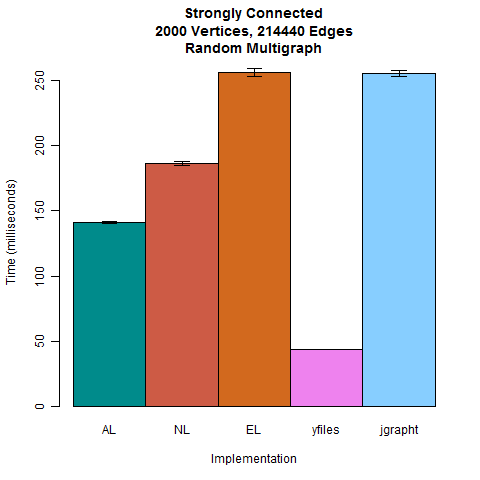 Strongly Connected
2000 Vertices, 214440 Edges
Random Multigraph
Time (milliseconds)
250
200
150
100
50
0
AL NL EL yfiles jgrapht
Implementation